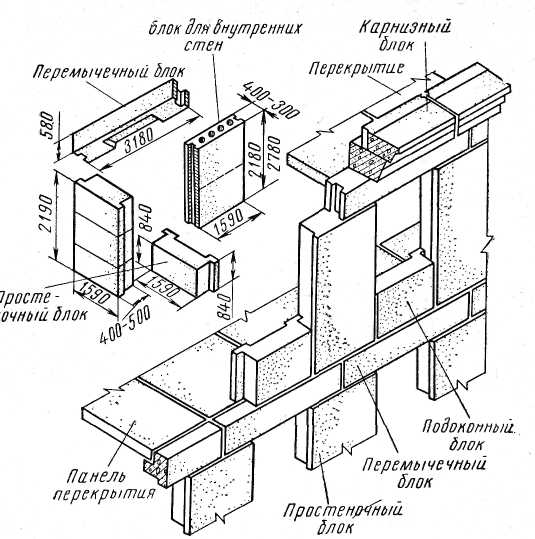 блок для внутренних
стен
Карнизный
блок
Перемычечный блок
Перекрытие
400-300
580
3180
2180
2780
2190
840
1590
1590
1590
840
Просте-
ночный блок
400-500
Подоконный
блок
Панель
перекрытия
Перемычечный
блок
Простеночный
блок